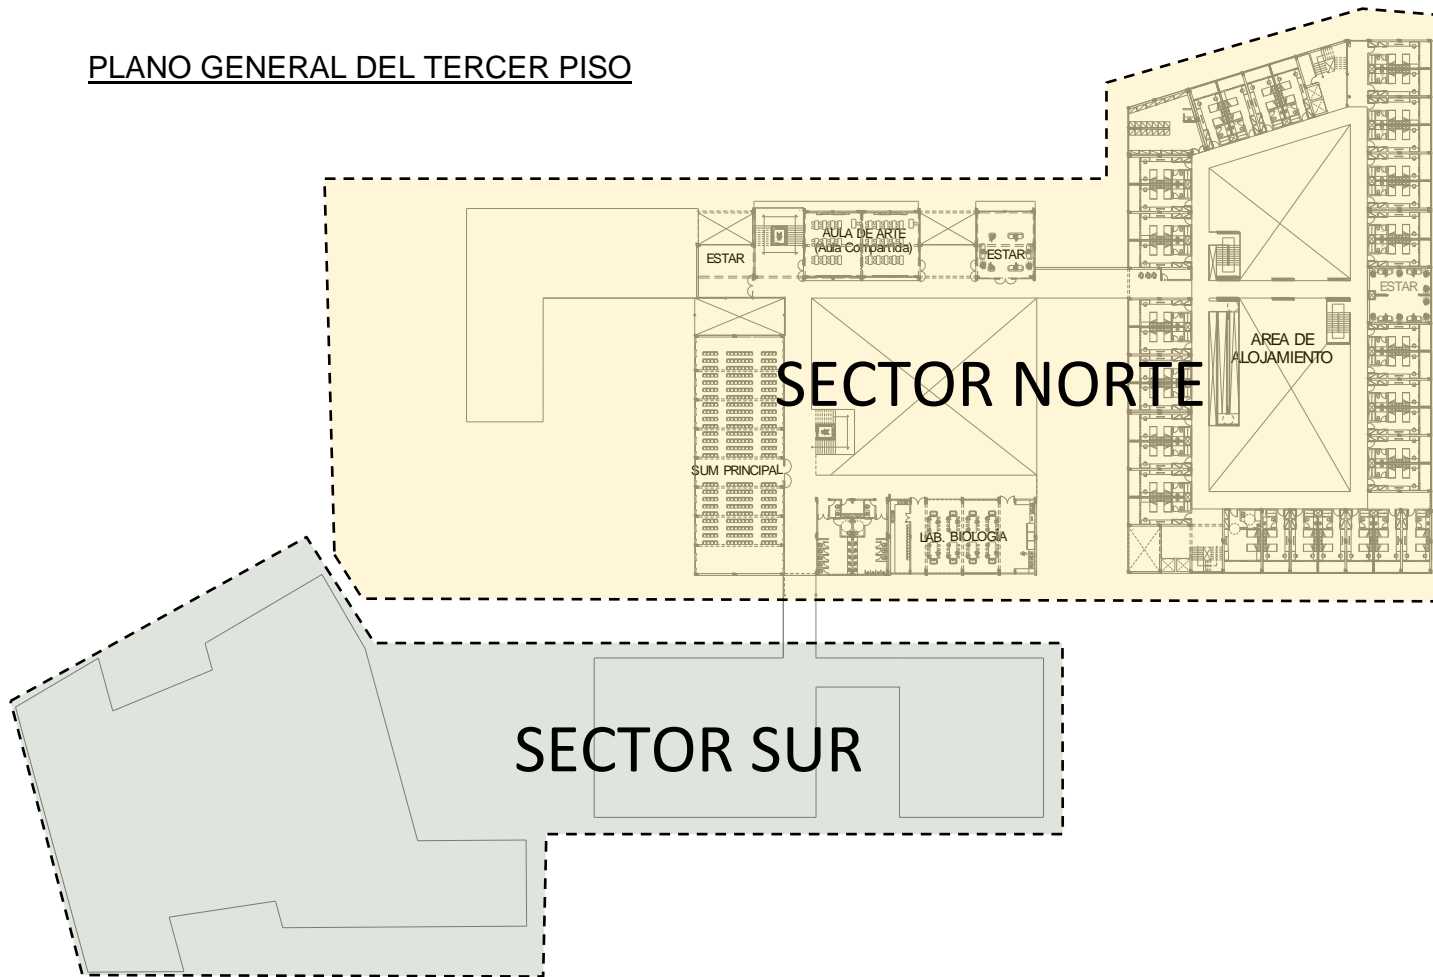 PLANO GENERAL DEL TERCER PISO
AULA DE ARTE
(Aula Compartida)
ESTAR
ESTAR
ESTAR
AREA DE
ALOJAMIENTO
SECTOR NORTE
SUM PRINCIPAL
LAB. BIOLOGÍA
SECTOR SUR